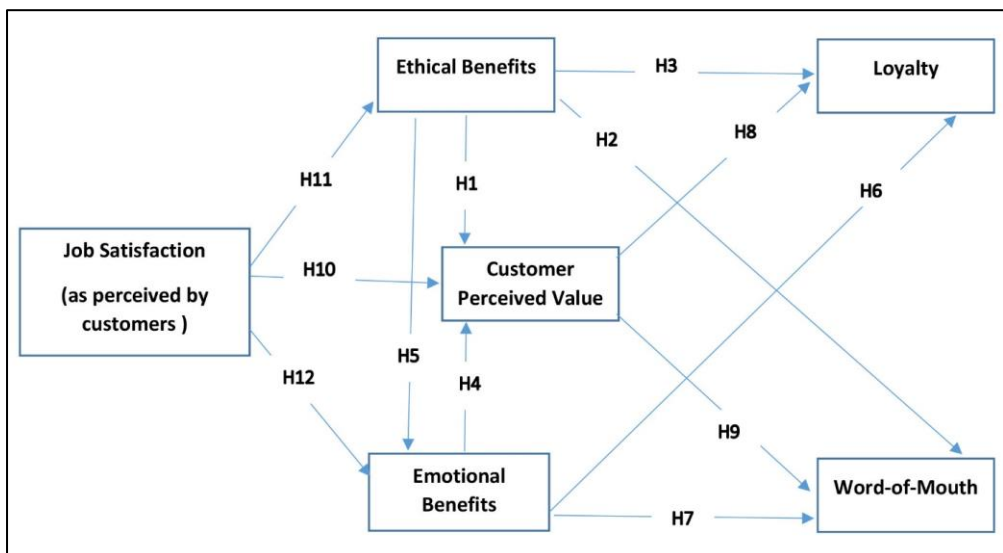 Ethical Benefits
H3
Loyalty
H8
H2
H11
H1
H6
Job Satisfaction
(as perceived by
customers )
H10
Customer
Perceived Value
H12
H5
H4
H9
Emotional
Benefits
H7
Word-of-Mouth